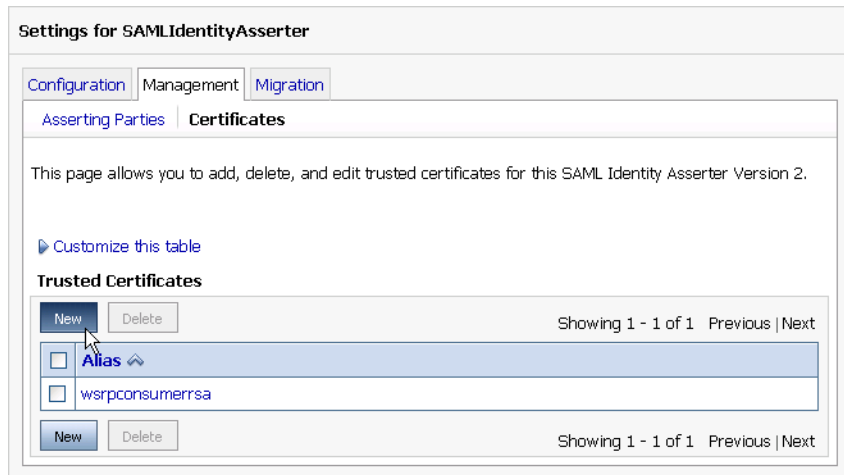 Settings for SAMLIdentityAsserter
Configuration Management Migration
Asserting Parties Certificates
This page allows you to add, delete, and edit trusted certificates for this SAML Identity Asserter Version 2.
Customize this table
Trusted Certificates
New Delete Showing 1 - 1 of 1 Previous | Next
Alias
wsrpconsumerrsa
New Delete Showing 1 - 1 of 1 Previous | Next